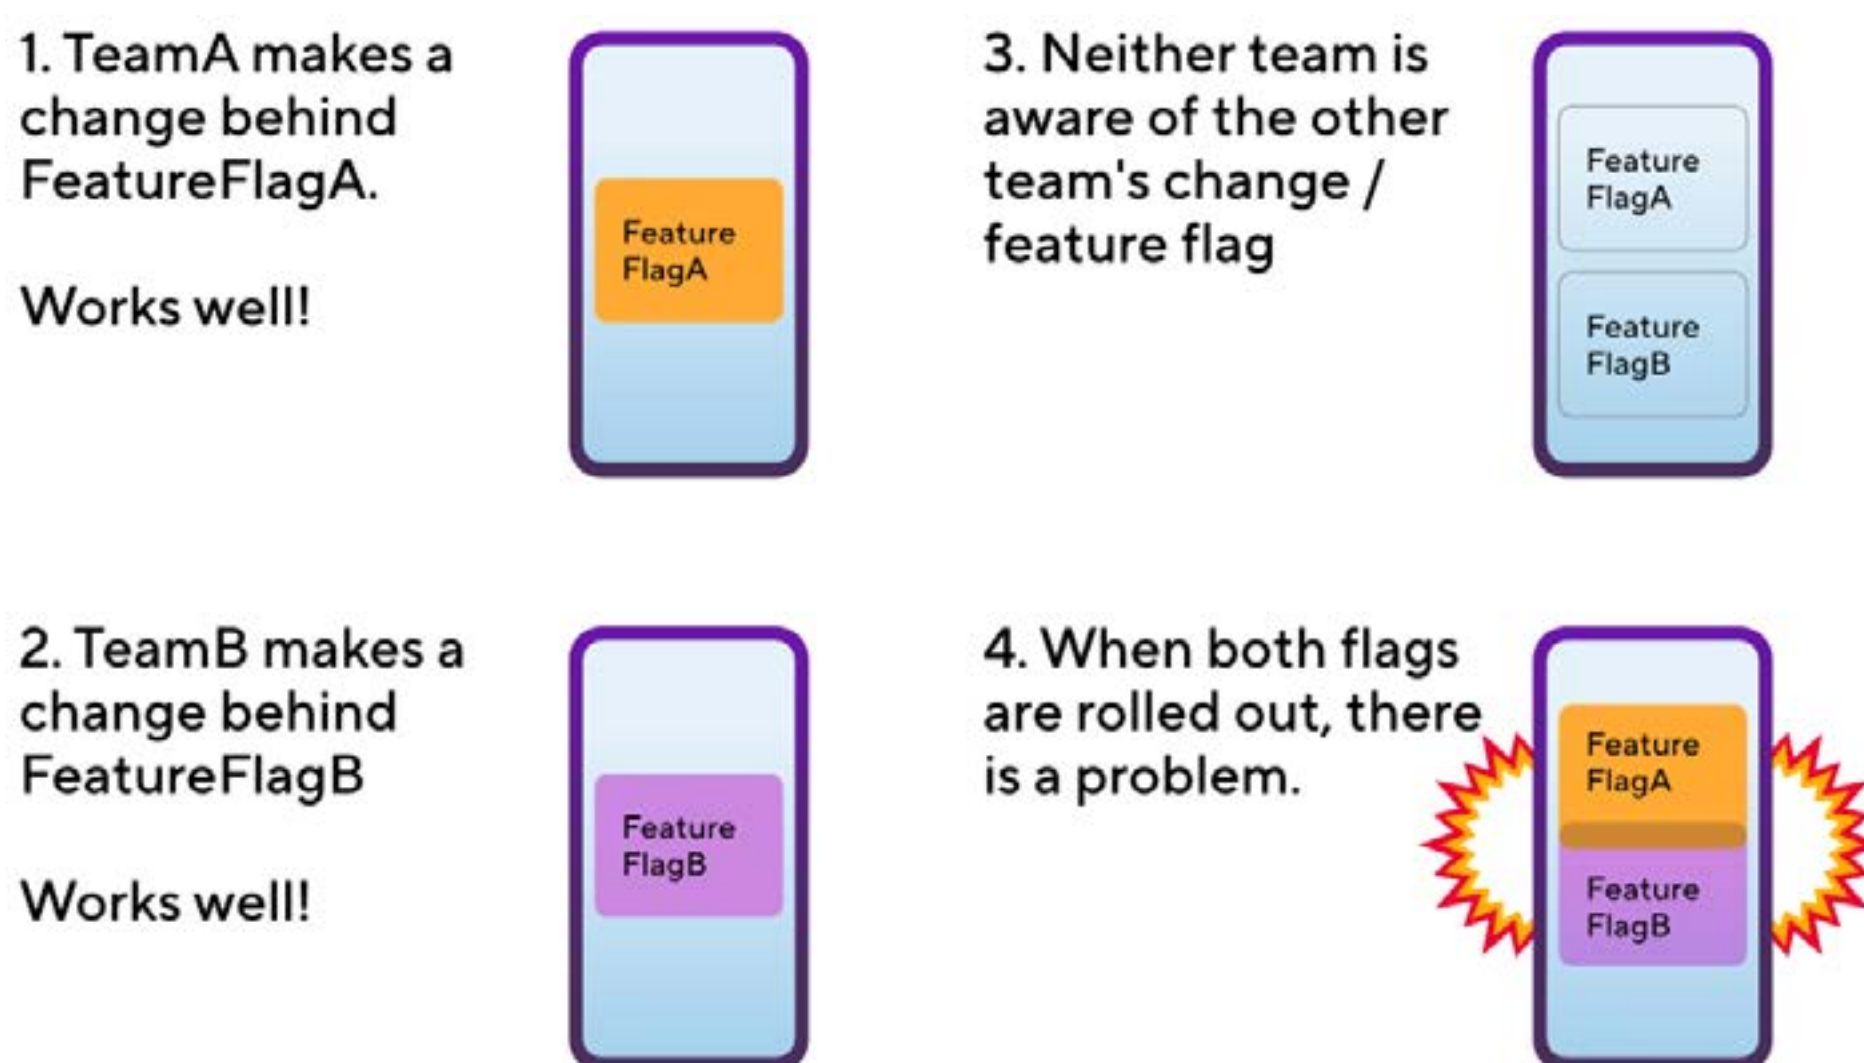 1. TeamA makes a
change behind
FeatureFlagA.
Works well!
Feature
FlagA
2. TeamB makes a
change behind
FeatureFlagB
Works well!
Feature
FlagB
3. Neither team is
aware of the other
team's change /
feature flag
Feature
FlagA
Feature
FlagB
4. When both flags
are rolled out, there
is a problem.
Feature
FlagA
Feature
FlagB